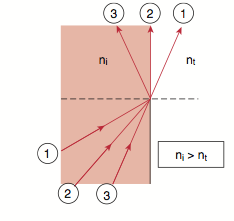 3 2 1
nᵢ nₜ
1
2 3
nᵢ > nₜ